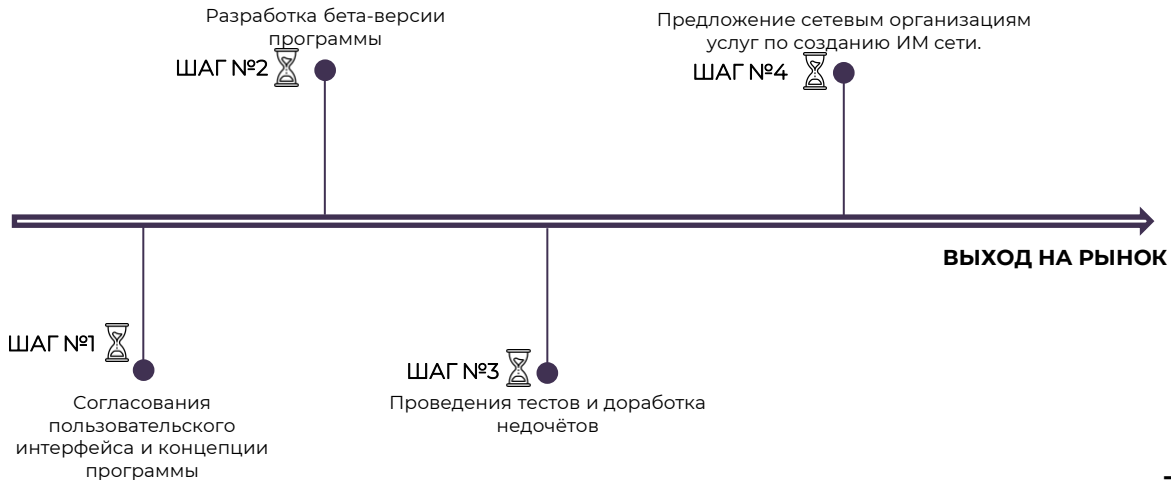 Разработка бета-версии
программы
ШАГ №2
Предложение сетевым организациям
услуг по созданию ИМ сети.
ШАГ №4
ВЫХОД НА РЫНОК
ШАГ №1
Согласования
пользовательского
интерфейса и концепции
программы
ШАГ №3
Проведения тестов и доработка
недочётов